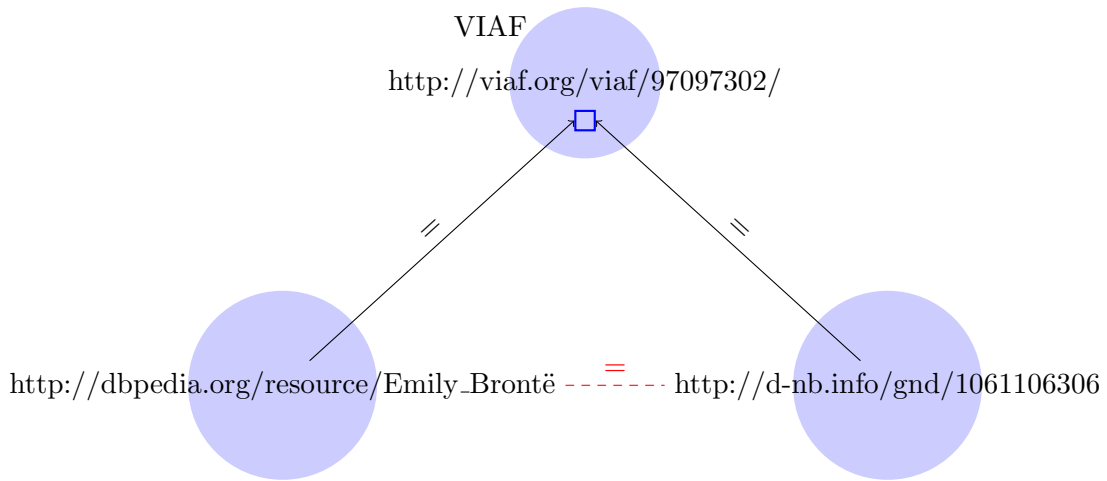 VIAF
http://viaf.org/viaf/97097302/
=
=
=
http://dbpedia.org/resource/Emily_Brontë
http://d-nb.info/gnd/1061106306